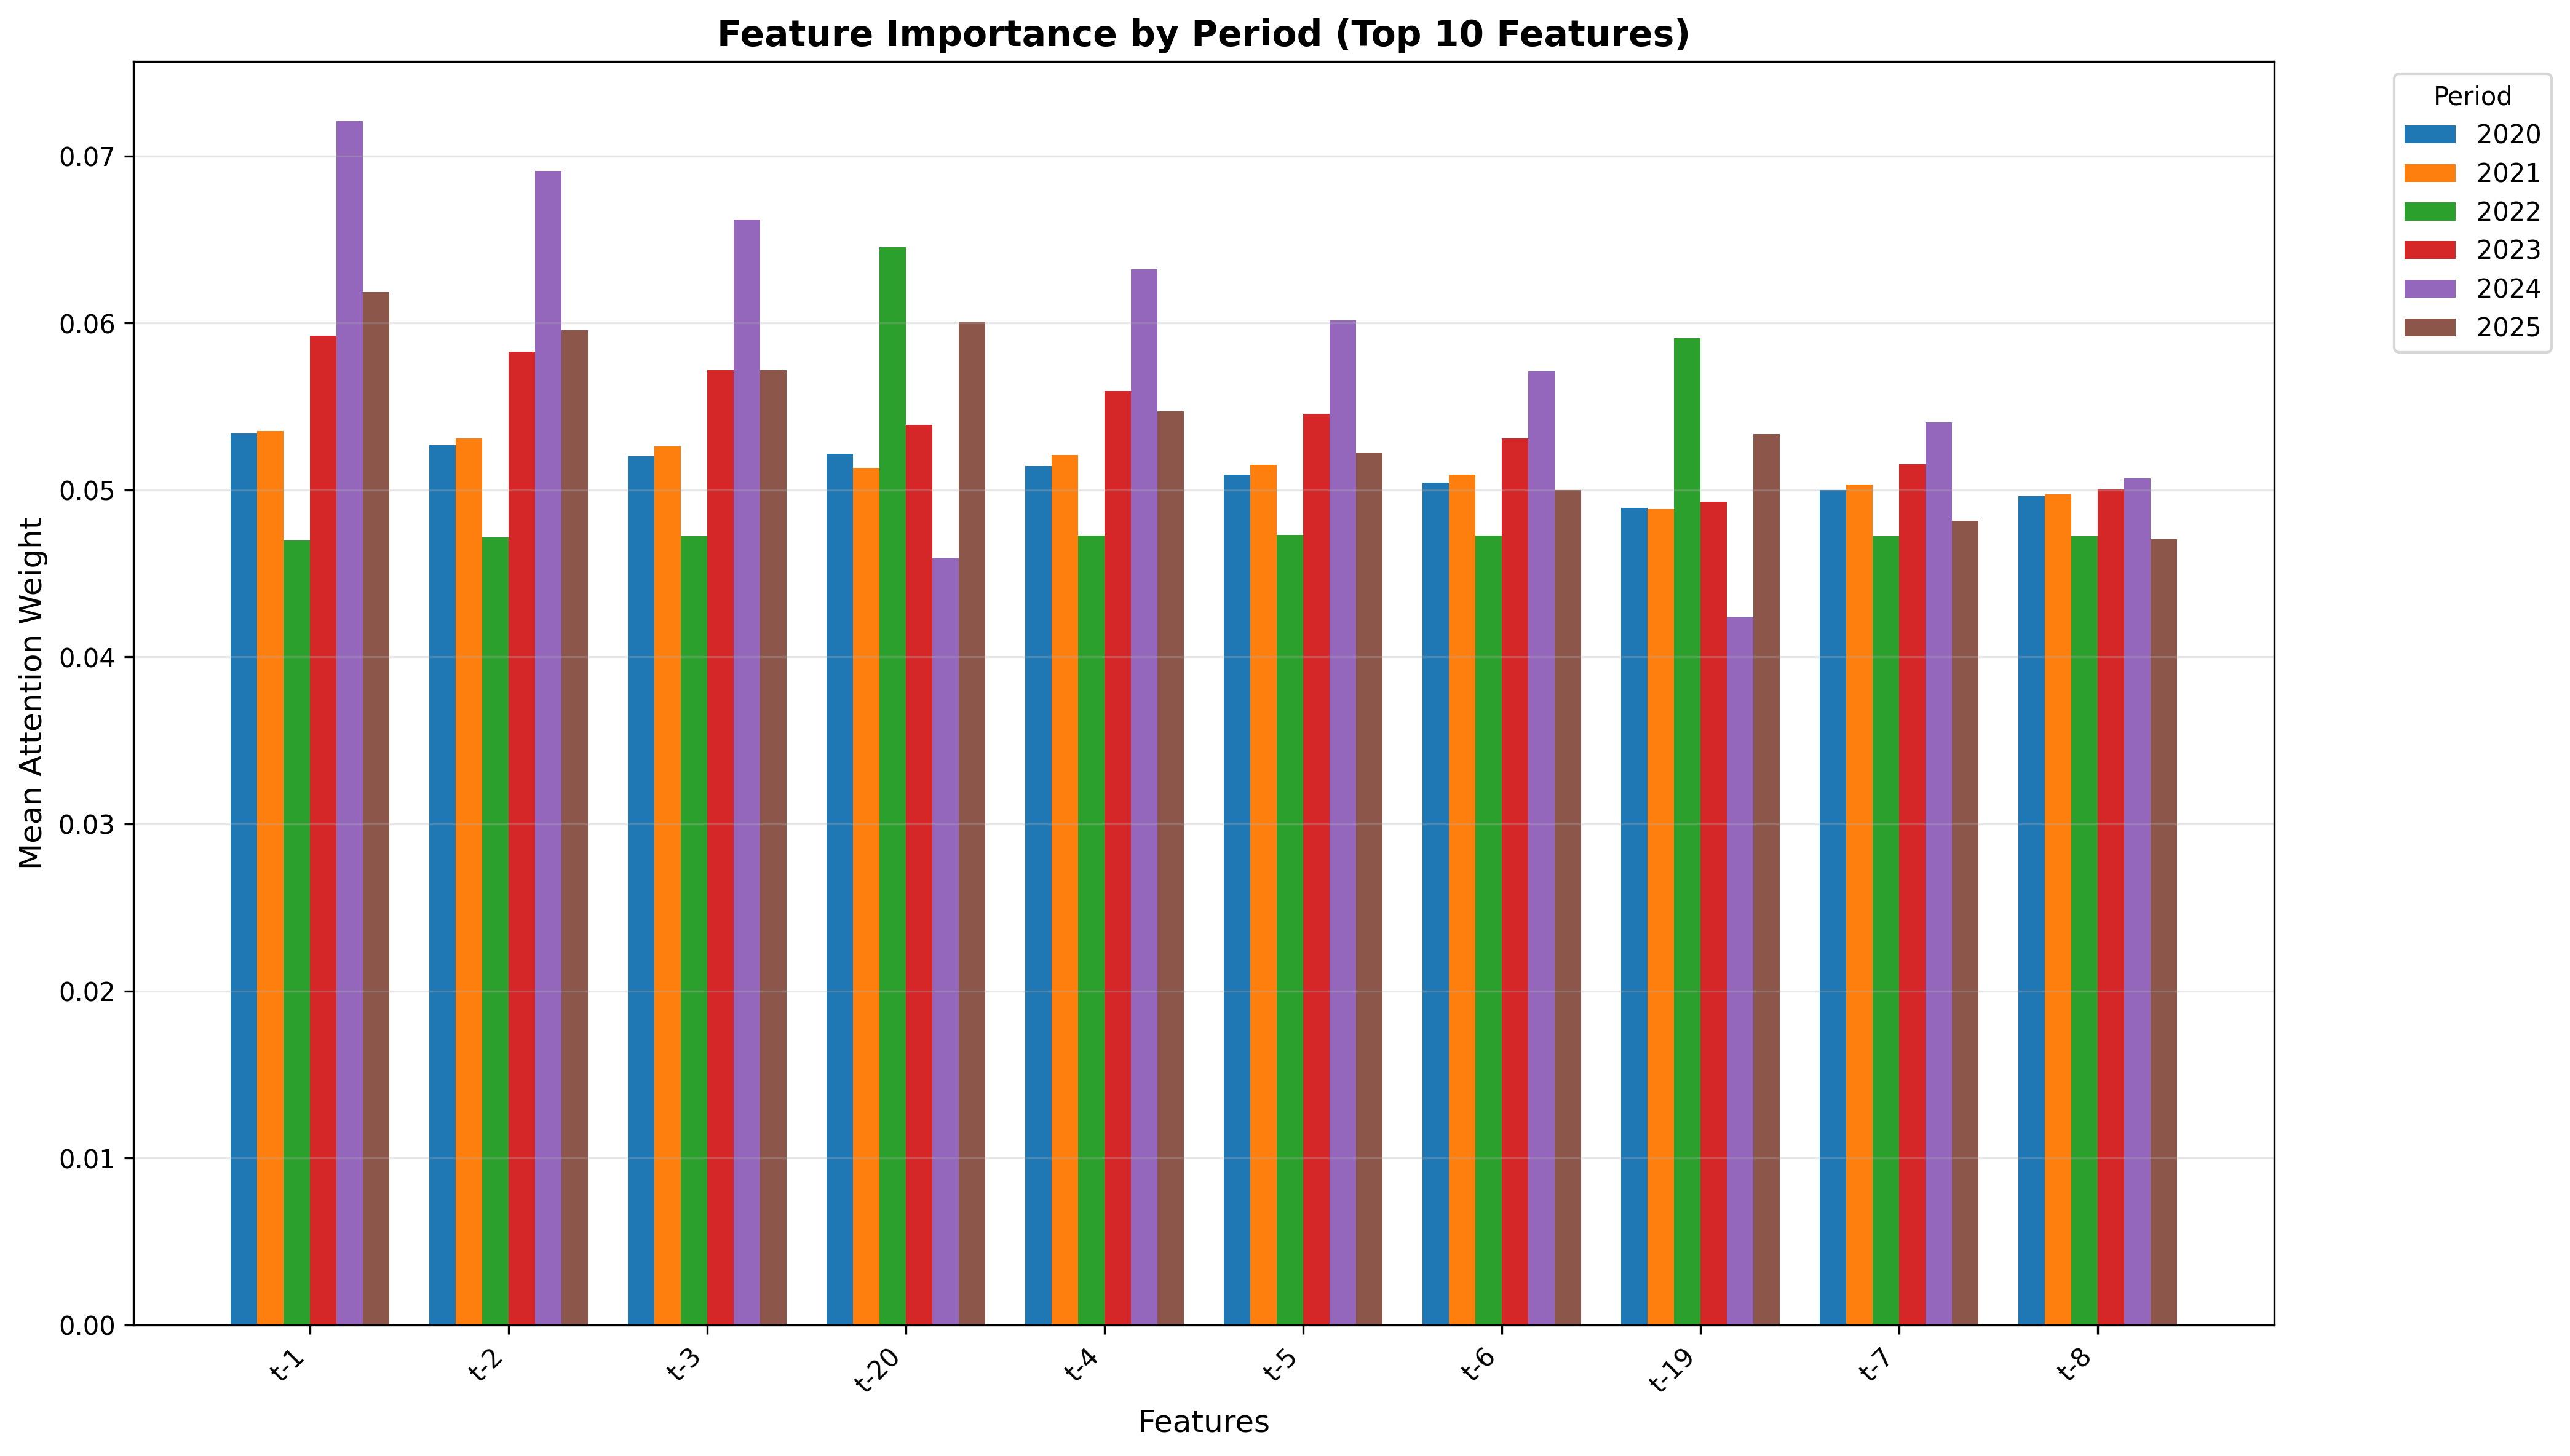 Feature Importance by Period (Top 10 Features)
Period
2020
2021
2022
2023
2024
2025
Mean Attention Weight
0.07
0.06
0.05
0.04
0.03
0.02
0.01
0.00
t-1
t-2
t-3
t-20
t-4
t-5
t-6
t-19
t-7
t-8
Features